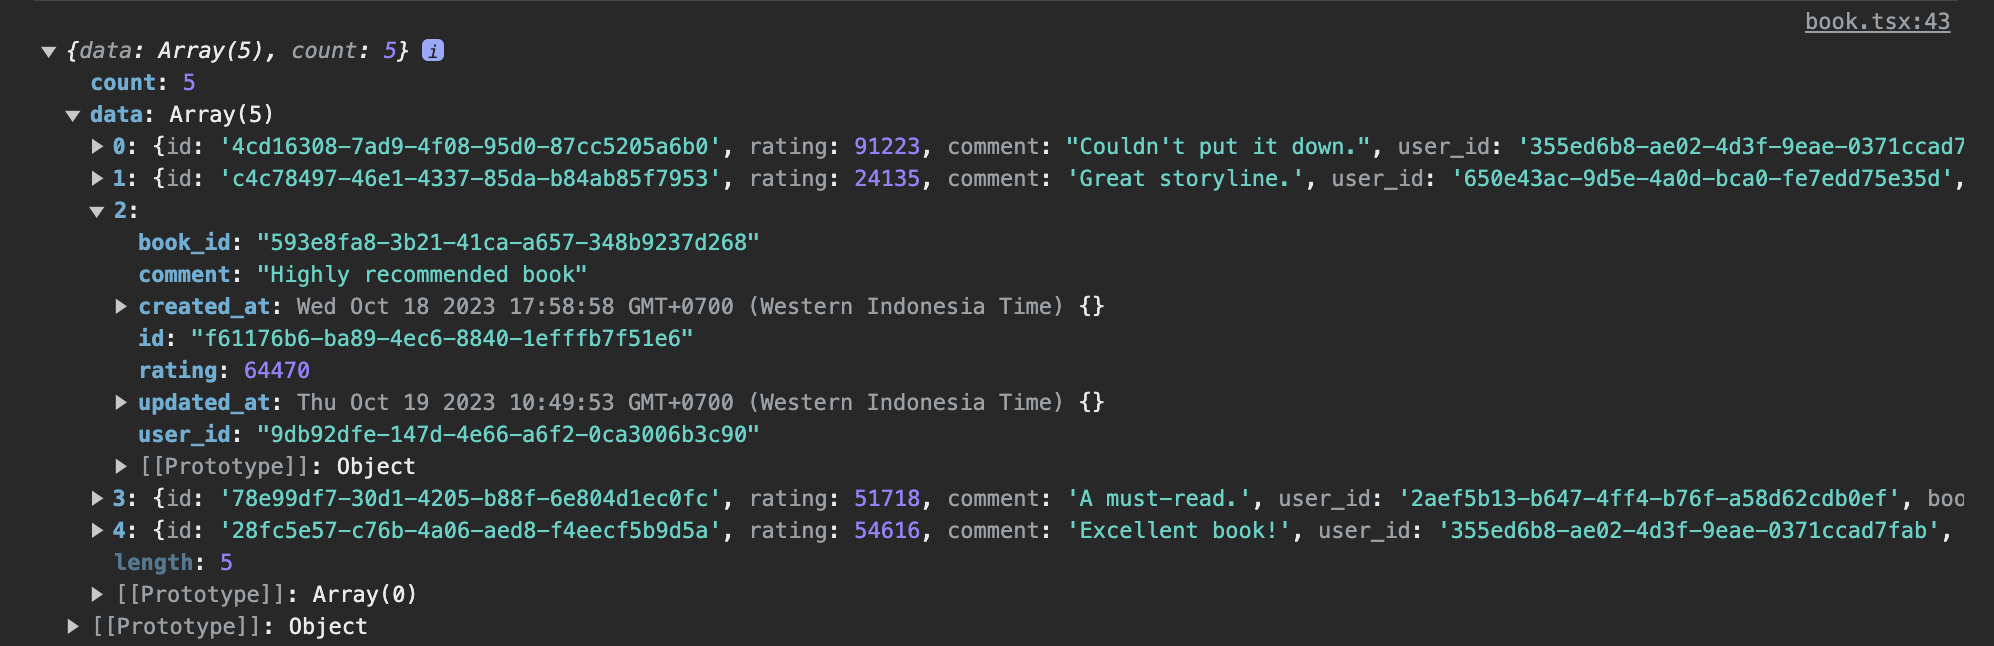 book.tsx:43
{data: Array(5), count: 5} i
count: 5
data: Array(5)
0: {id: '4cd16308-7ad9-4f08-95d0-87cc5205a6b0', rating: 91223, comment: "Couldn't put it down.", user_id: '355ed6b8-ae02-4d3f-9eae-0371ccad7
1: {id: 'c4c78497-46e1-4337-85da-b84ab85f7953', rating: 24135, comment: 'Great storyline.', user_id: '650e43ac-9d5e-4a0d-bca0-fe7edd75e35d',
2:
book_id: "593e8fa8-3b21-41ca-a657-348b9237d268"
comment: "Highly recommended book"
created_at: Wed Oct 18 2023 17:58:58 GMT+0700 (Western Indonesia Time) {}
id: "f61176b6-ba89-4ec6-8840-1efffb7f51e6"
rating: 64470
updated_at: Thu Oct 19 2023 10:49:53 GMT+0700 (Western Indonesia Time) {}
user_id: "9db92dfe-147d-4e66-a6f2-0ca3006b3c90"
[[Prototype]]: Object
3: {id: '78e99df7-30d1-4205-b88f-6e804d1ec0fc', rating: 51718, comment: 'A must-read.', user_id: '2aef5b13-b647-4ff4-b76f-a58d62cdb0ef', boo
4: {id: '28fc5e57-c76b-4a06-aed8-f4eecf5b9d5a', rating: 54616, comment: 'Excellent book!', user_id: '355ed6b8-ae02-4d3f-9eae-0371ccad7fab',
length: 5
[[Prototype]]: Array(0)
[[Prototype]]: Object